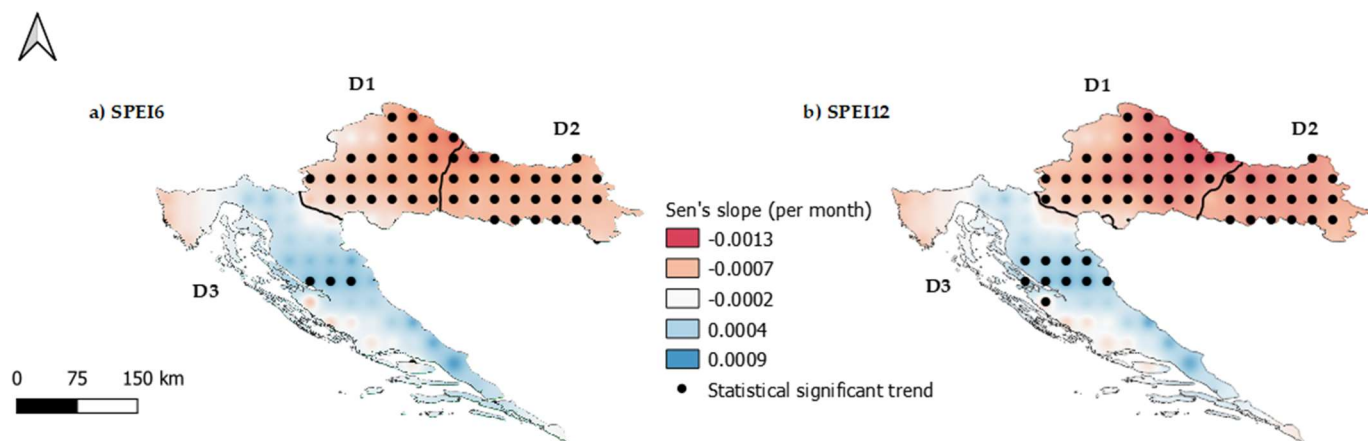 D1
a) SPEI6
D2
D3
0 75 150 km
Sen's slope (per month)
-0.0013
-0.0007
-0.0002
0.0004
0.0009
Statistical significant trend
D1
b) SPEI12
D2
D3